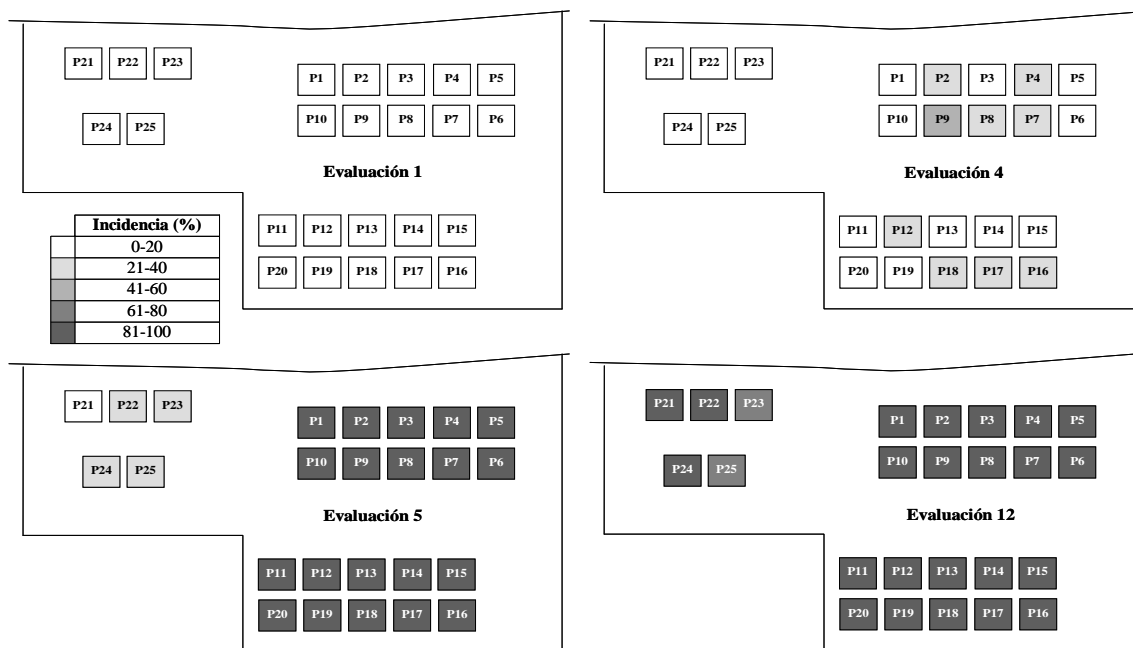 P21 P22 P23
P1 P2 P3 P4 P5
P24 P25
P10 P9 P8 P7 P6
Evaluación 1
P11 P12 P13 P14 P15
P20 P19 P18 P17 P16
Incidencia (%)
0-20
21-40
41-60
61-80
81-100
P21 P22 P23
P1 P2 P3 P4 P5
P24 P25
P10 P9 P8 P7 P6
Evaluación 4
P11 P12 P13 P14 P15
P20 P19 P18 P17 P16
P21 P22 P23
P1 P2 P3 P4 P5
P24 P25
P10 P9 P8 P7 P6
Evaluación 5
P11 P12 P13 P14 P15
P20 P19 P18 P17 P16
P21 P22 P23
P1 P2 P3 P4 P5
P24 P25
P10 P9 P8 P7 P6
Evaluación 12
P11 P12 P13 P14 P15
P20 P19 P18 P17 P16